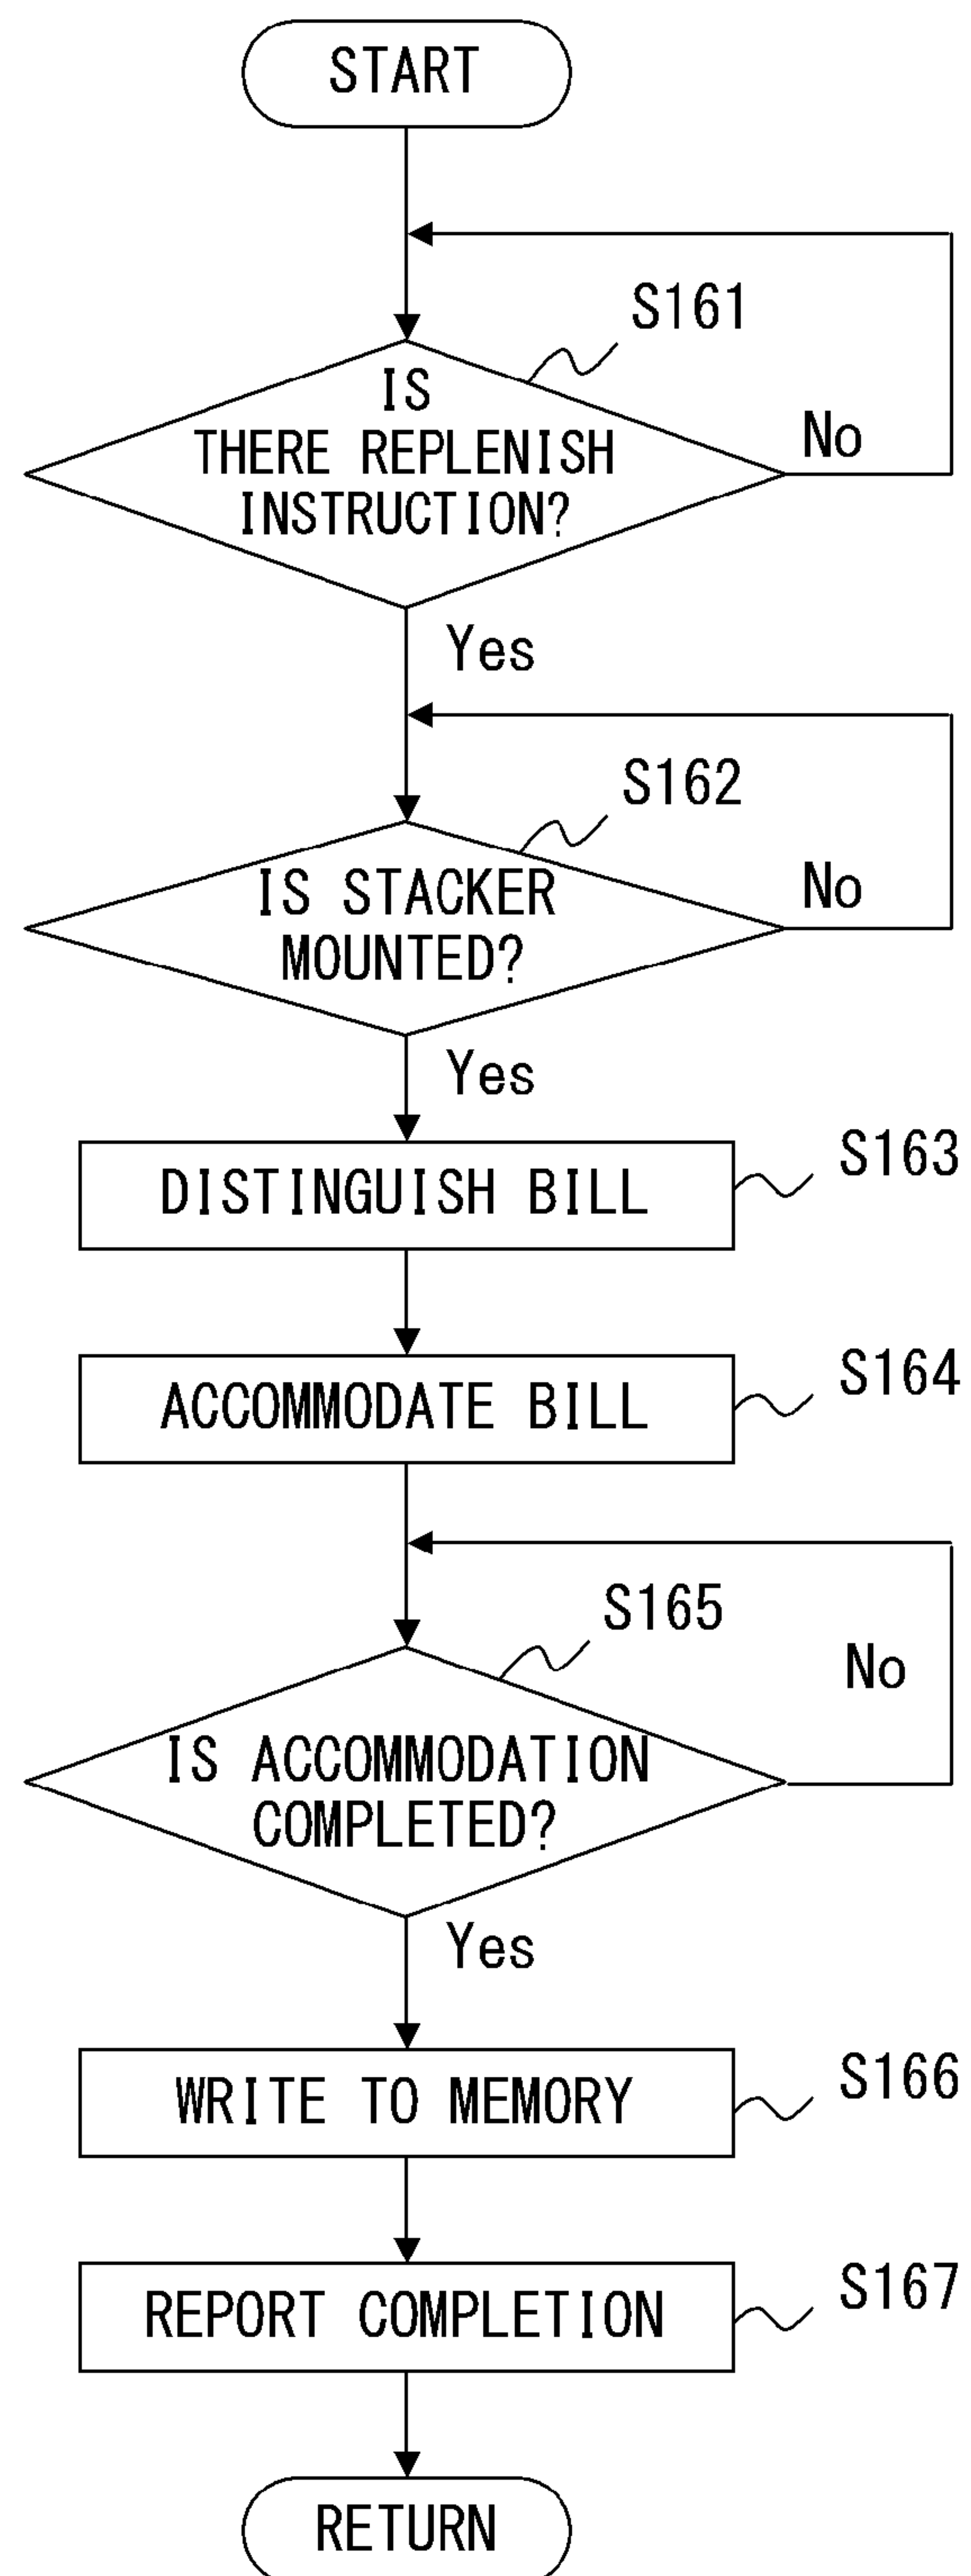 START
S161
IS
THERE REPLENISH
INSTRUCTION?
No
Yes
S162
IS STACKER
MOUNTED?
No
Yes
S163
DISTINGUISH BILL
S164
ACCOMMODATE BILL
S165
No
IS ACCOMMODATION
COMPLETED?
Yes
S166
WRITE TO MEMORY
S167
REPORT COMPLETION
RETURN